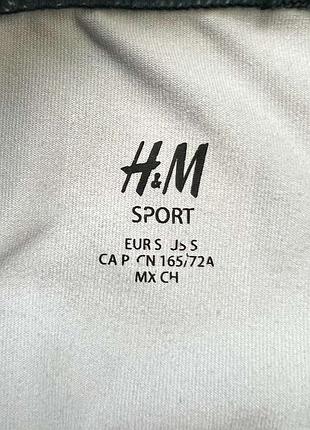 H&M
SPORT
EUR S US S
CA P CN 165/72A
MX CH